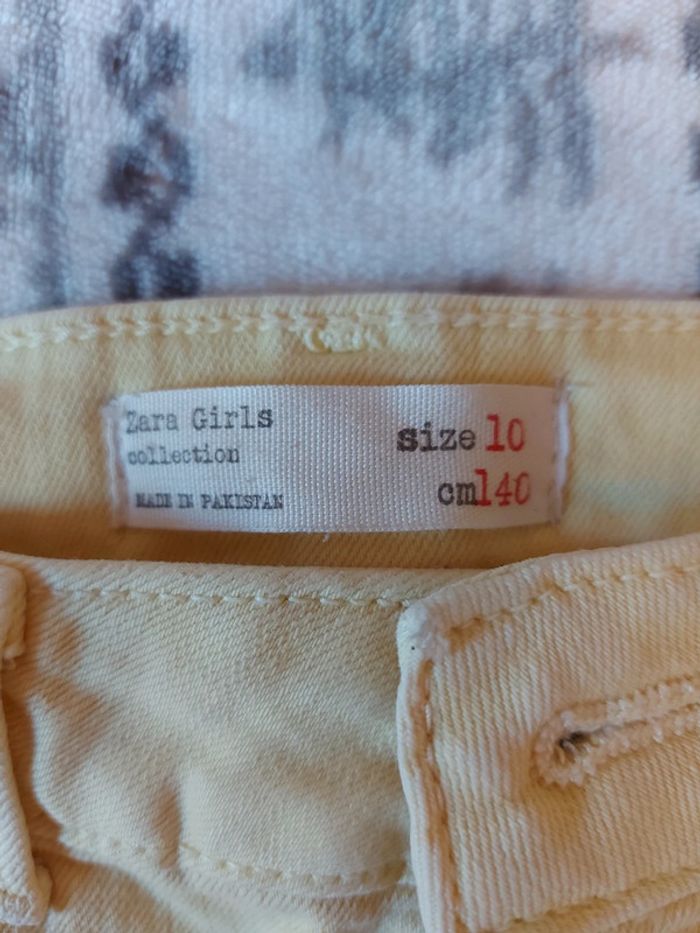 Zara Girls
collection
MADE IN PAKISTAN
size 10
cm140